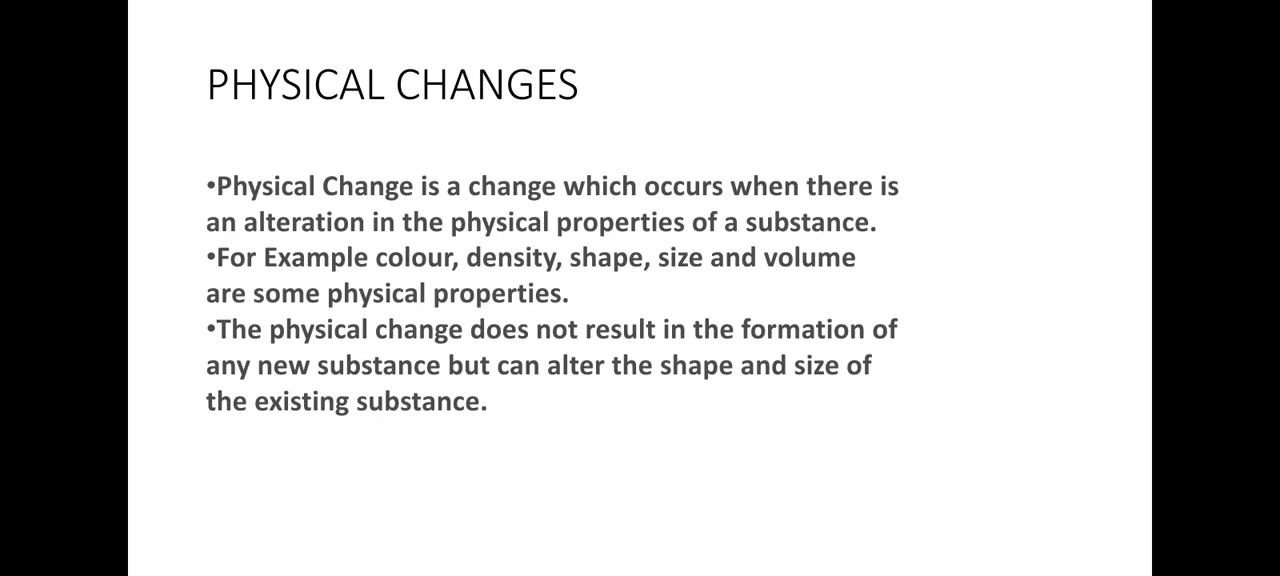 PHYSICAL CHANGES
•Physical Change is a change which occurs when there is
an alteration in the physical properties of a substance.
•For Example colour, density, shape, size and volume
are some physical properties.
•The physical change does not result in the formation of
any new substance but can alter the shape and size of
the existing substance.